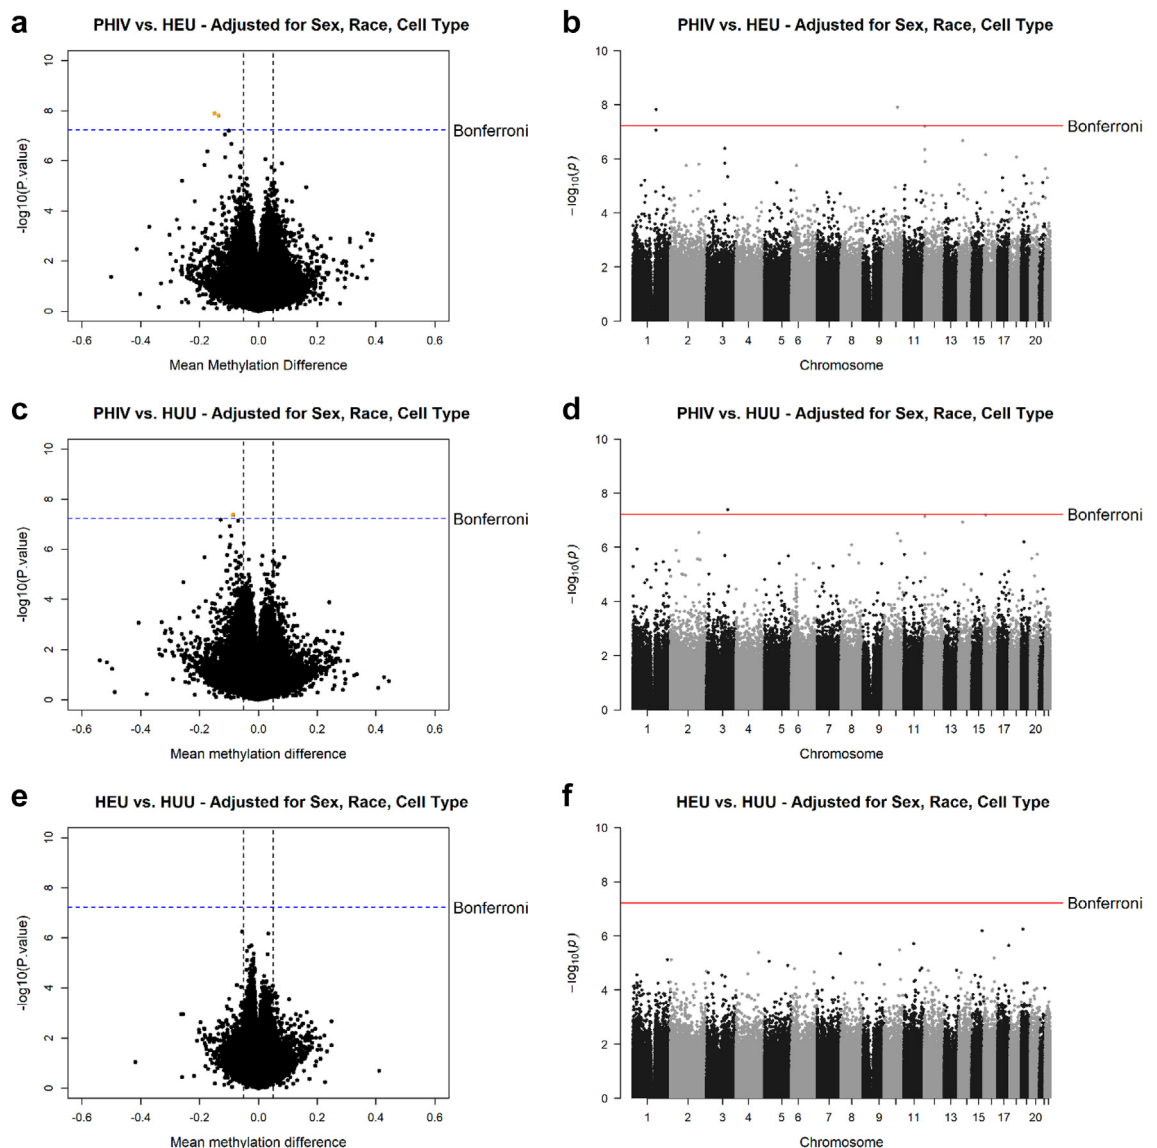 a
PHIV vs. HEU - Adjusted for Sex, Race, Cell Type
-log10(P.value)
10
8
6
4
2
0
Bonferroni
-0.6 -0.4 -0.2 0.0 0.2 0.4 0.6
Mean Methylation Difference
b
PHIV vs. HEU - Adjusted for Sex, Race, Cell Type
−log10(p)
10
8
6
4
2
0
Bonferroni
1 2 3 4 5 6 7 8 9 11 13 15 17 20
Chromosome
c
PHIV vs. HUU - Adjusted for Sex, Race, Cell Type
-log10(P.value)
10
8
6
4
2
0
Bonferroni
-0.6 -0.4 -0.2 0.0 0.2 0.4 0.6
Mean methylation difference
d
PHIV vs. HUU - Adjusted for Sex, Race, Cell Type
−log10(p)
10
8
6
4
2
0
Bonferroni
1 2 3 4 5 6 7 8 9 11 13 15 17 20
Chromosome
e
HEU vs. HUU - Adjusted for Sex, Race, Cell Type
-log10(P.value)
10
8
6
4
2
0
Bonferroni
-0.6 -0.4 -0.2 0.0 0.2 0.4 0.6
Mean methylation difference
f
HEU vs. HUU - Adjusted for Sex, Race, Cell Type
−log10(p)
10
8
6
4
2
0
Bonferroni
1 2 3 4 5 6 7 8 9 11 13 15 17 20
Chromosome